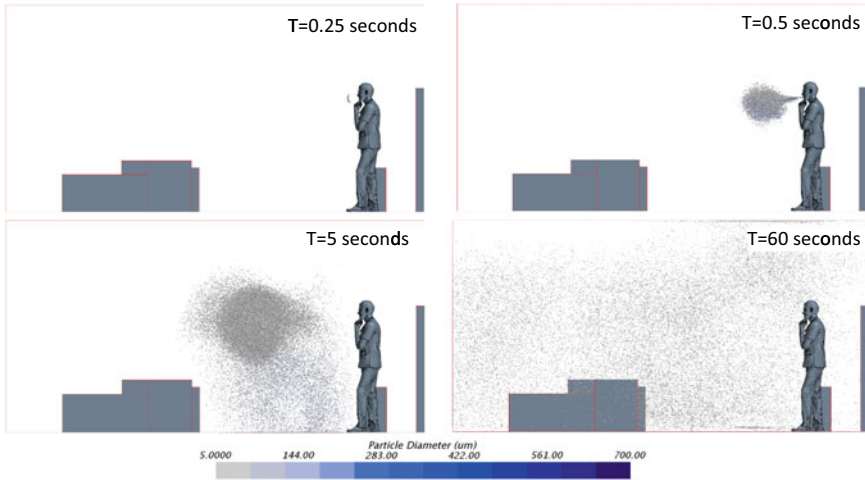 T=0.25 seconds
T=0.5 seconds
T=5 seconds
T=60 seconds
Particle Diameter (um)
5.0000 144.00 283.00 422.00 561.00 700.00